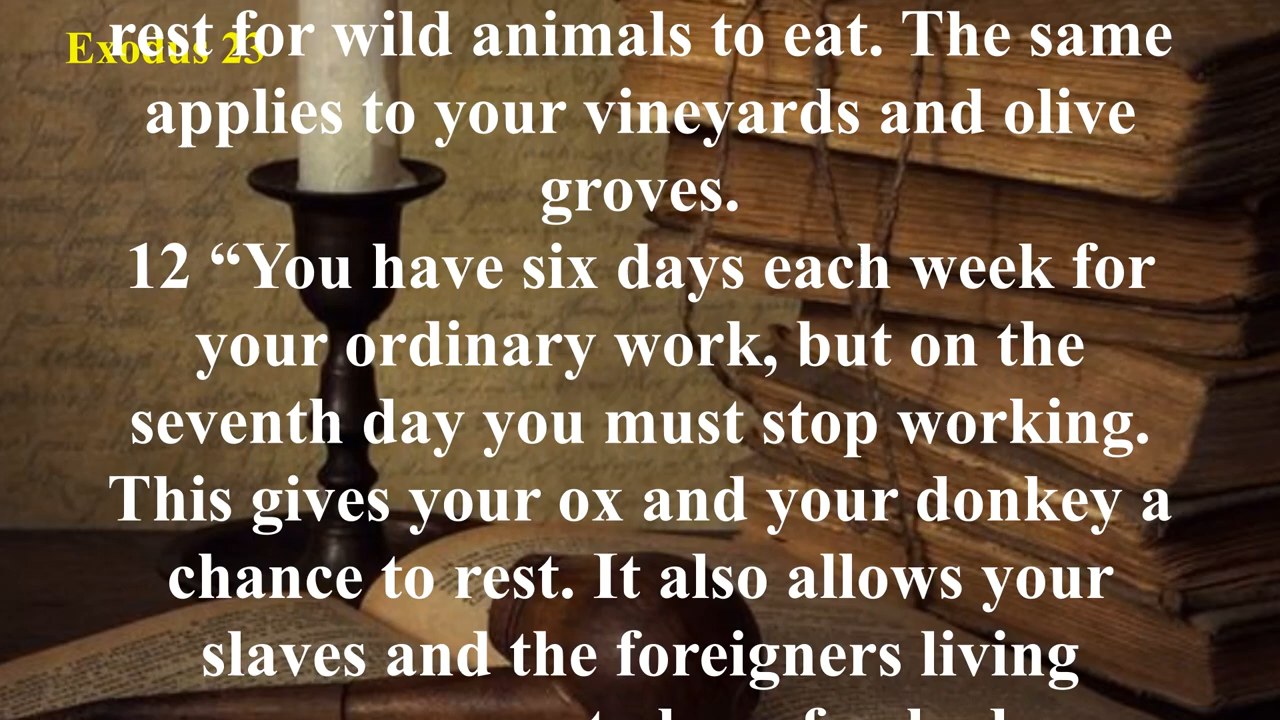 Exodus 23
rest for wild animals to eat. The same
applies to your vineyards and olive
groves.
12 “You have six days each week for
your ordinary work, but on the
seventh day you must stop working.
This gives your ox and your donkey a
chance to rest. It also allows your
slaves and the foreigners living